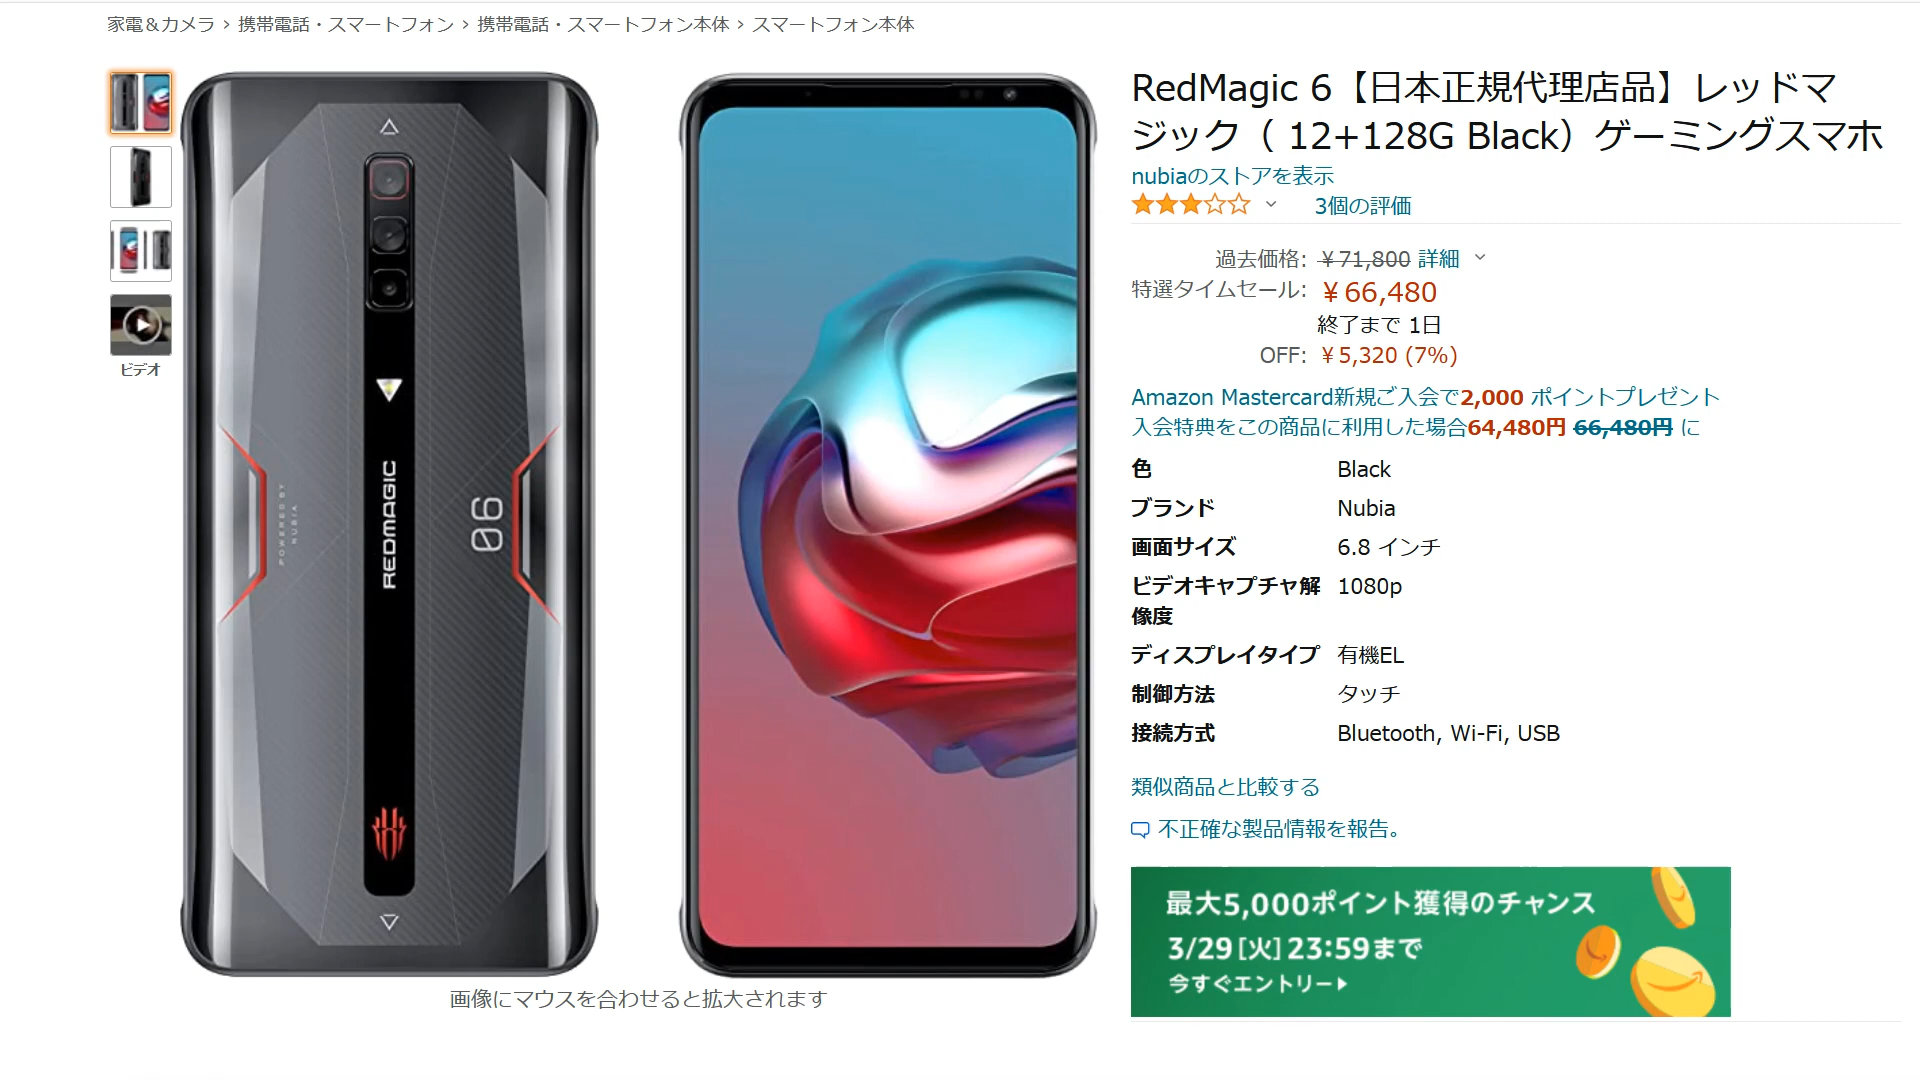 家電＆カメラ › 携帯電話・スマートフォン › 携帯電話・スマートフォン本体 › スマートフォン本体
ビデオ
POWERED BY
NUBIA
REDMAGIC
06
画像にマウスを合わせると拡大されます
RedMagic 6【日本正規代理店品】レッドマ
ジック（ 12+128G Black）ゲーミングスマホ
nubiaのストアを表示
3個の評価
過去価格: ￥71,800 詳細
特選タイムセール: ￥66,480
終了まで 1日
OFF: ￥5,320 (7%)
Amazon Mastercard新規ご入会で2,000 ポイントプレゼント
入会特典をこの商品に利用した場合64,480円 66,480円 に
色 Black
ブランド Nubia
画面サイズ 6.8 インチ
ビデオキャプチャ解 1080p
像度
ディスプレイタイプ 有機EL
制御方法 タッチ
接続方式 Bluetooth, Wi-Fi, USB
類似商品と比較する
不正確な製品情報を報告。
最大5,000ポイント獲得のチャンス
3/29[火]23:59まで
今すぐエントリー▶